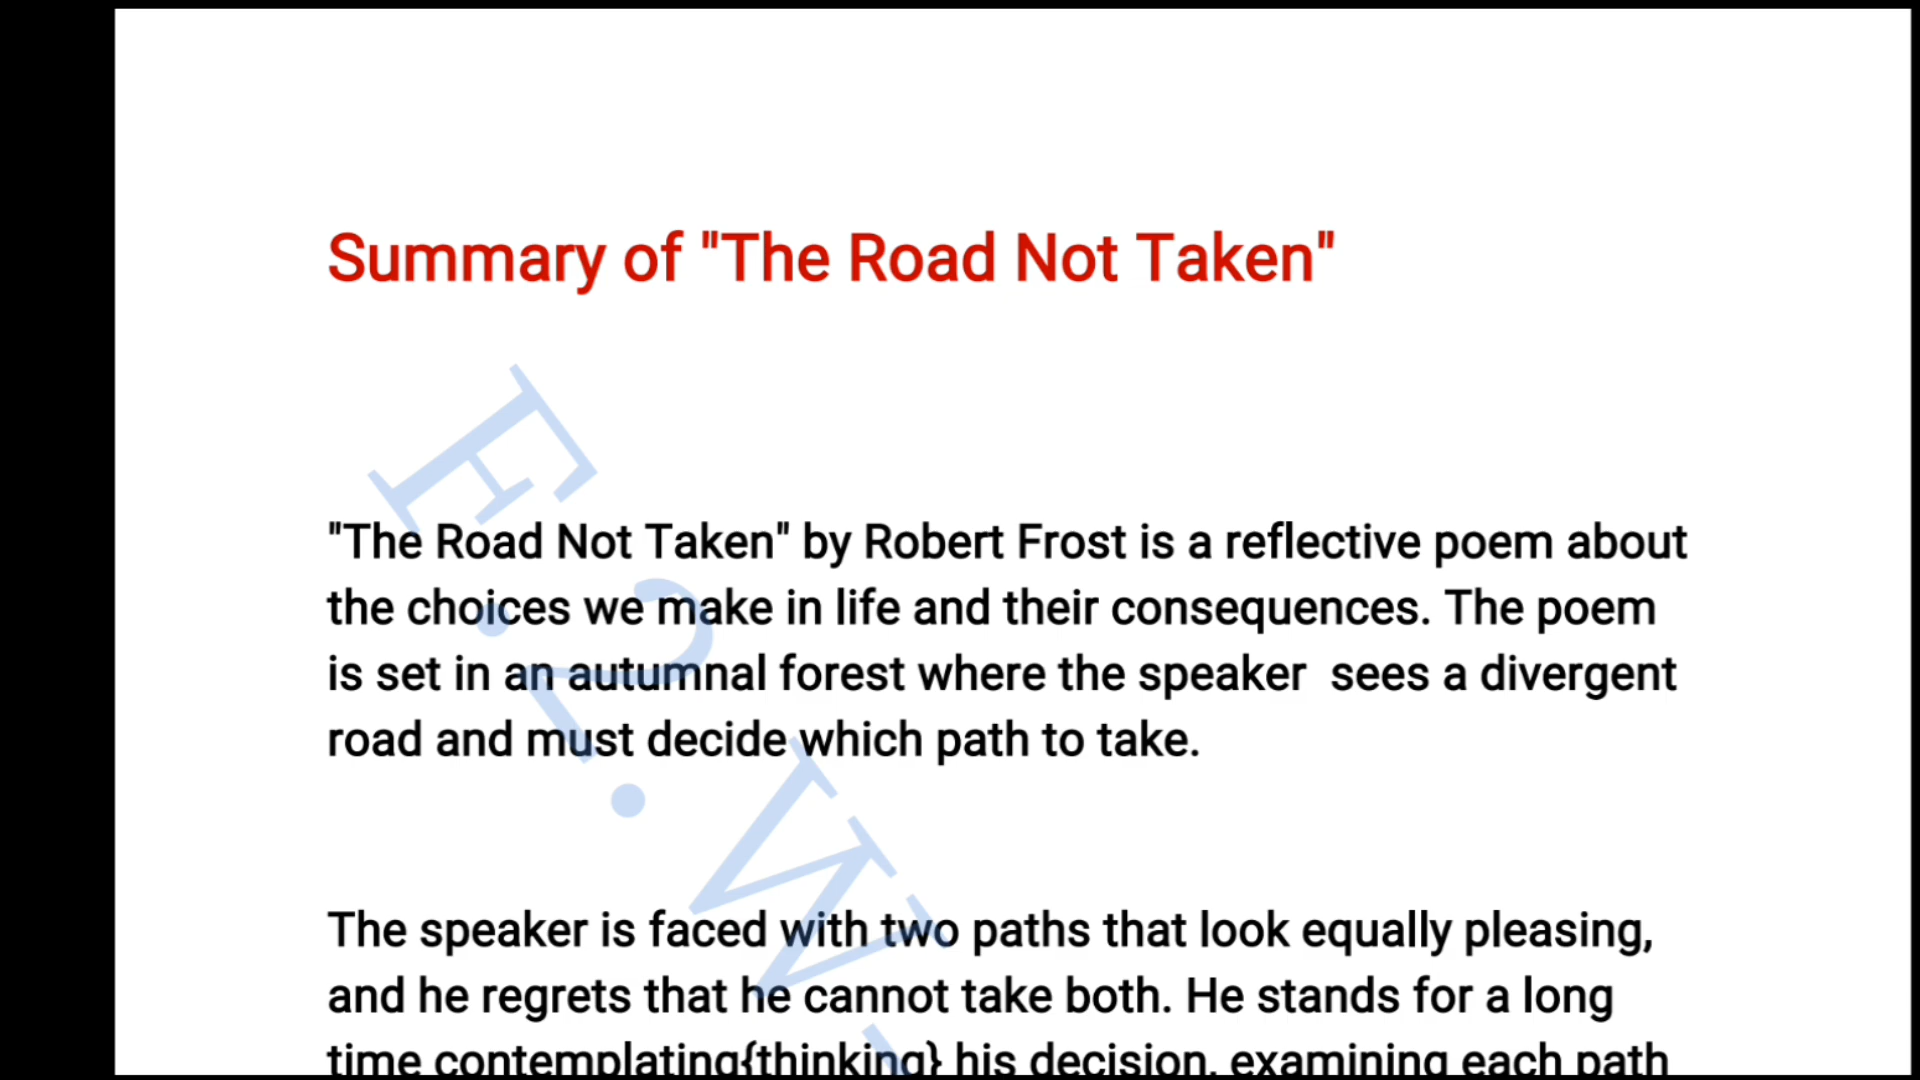 Summary of "The Road Not Taken"
"The Road Not Taken" by Robert Frost is a reflective poem about
the choices we make in life and their consequences. The poem
is set in an autumnal forest where the speaker  sees a divergent
road and must decide which path to take.
The speaker is faced with two paths that look equally pleasing,
and he regrets that he cannot take both. He stands for a long
time contemplating{thinking} his decision, examining each path
E.2.W